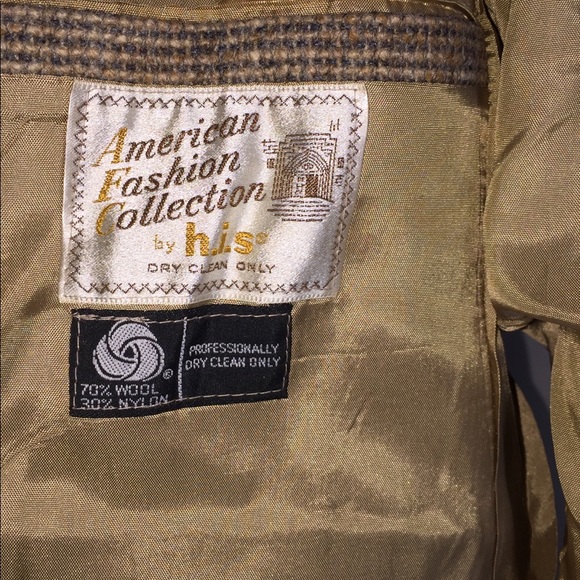 American
Fashion
Collection
by h.i.s®
DRY CLEAN ONLY
®
70% WOOL
30% NYLON
PROFESSIONALLY
DRY CLEAN ONLY